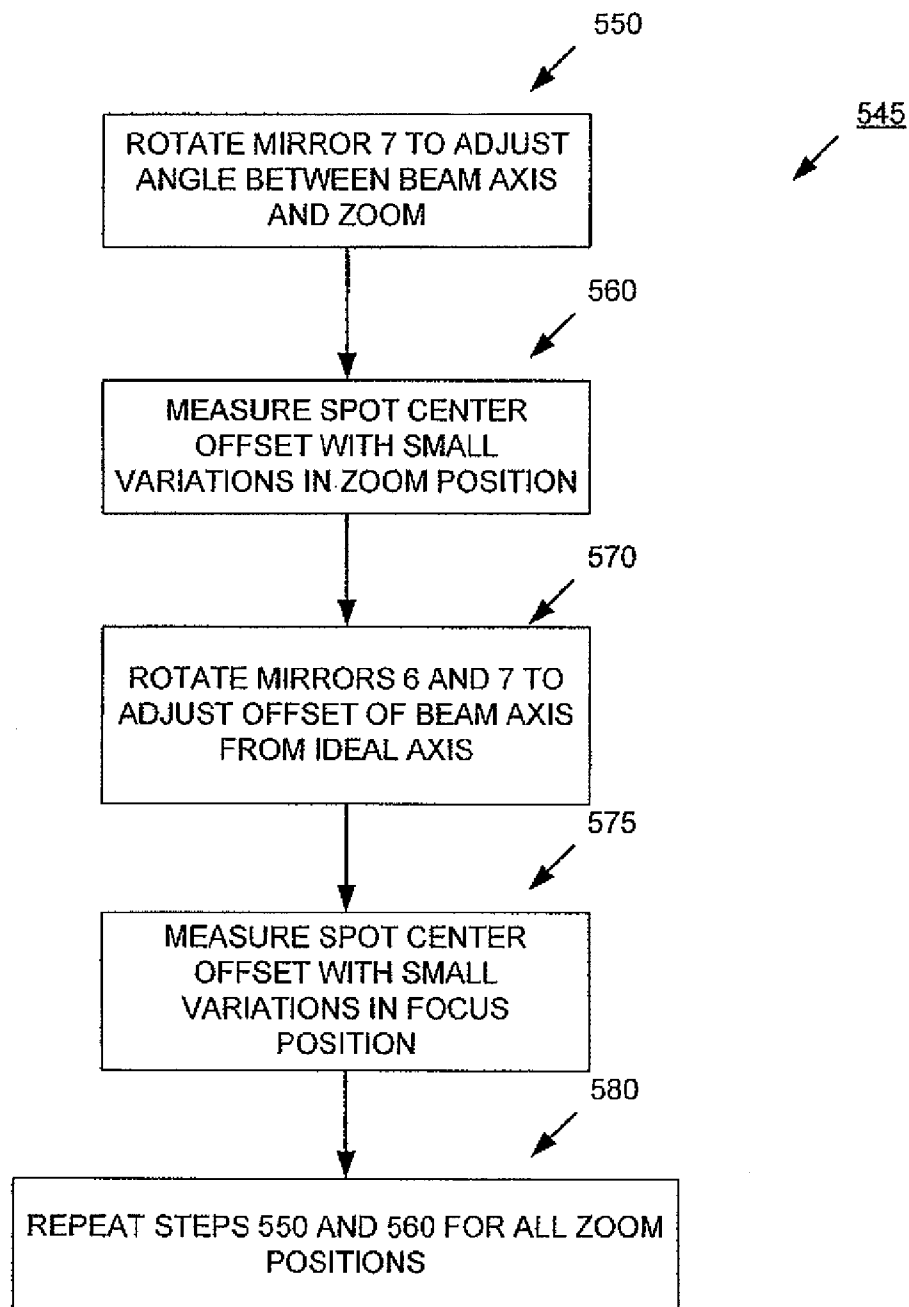 550
545
ROTATE MIRROR 7 TO ADJUST
ANGLE BETWEEN BEAM AXIS
AND ZOOM
560
MEASURE SPOT CENTER
OFFSET WITH SMALL
VARIATIONS IN ZOOM POSITION
570
ROTATE MIRRORS 6 AND 7 TO
ADJUST OFFSET OF BEAM AXIS
FROM IDEAL AXIS
575
MEASURE SPOT CENTER
OFFSET WITH SMALL
VARIATIONS IN FOCUS
POSITION
580
REPEAT STEPS 550 AND 560 FOR ALL ZOOM
POSITIONS